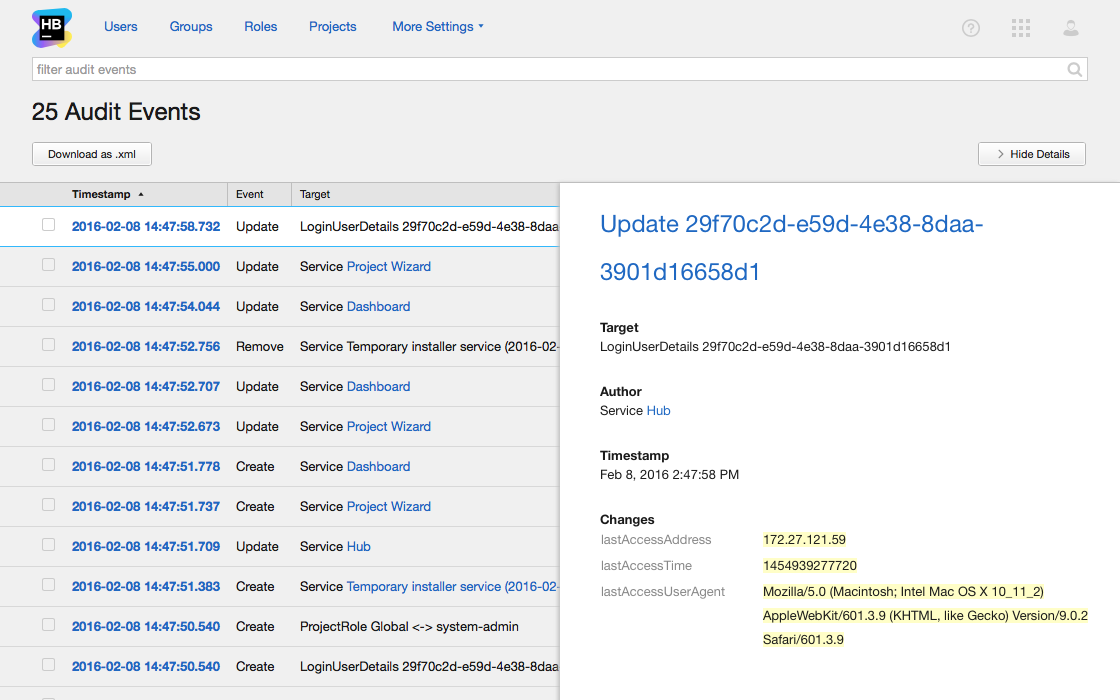 HB
Users Groups Roles Projects More Settings
filter audit events
25 Audit Events
Download as .xml
Hide Details
Timestamp Event Target
2016-02-08 14:47:58.732 Update LoginUserDetails 29f70c2d-e59d-4e38-8daa
2016-02-08 14:47:55.000 Update Service Project Wizard
2016-02-08 14:47:54.044 Update Service Dashboard
2016-02-08 14:47:52.756 Remove Service Temporary installer service (2016-02-
2016-02-08 14:47:52.707 Update Service Dashboard
2016-02-08 14:47:52.673 Update Service Project Wizard
2016-02-08 14:47:51.778 Create Service Dashboard
2016-02-08 14:47:51.737 Create Service Project Wizard
2016-02-08 14:47:51.709 Update Service Hub
2016-02-08 14:47:51.383 Create Service Temporary installer service (2016-02-
2016-02-08 14:47:50.540 Create ProjectRole Global <-> system-admin
2016-02-08 14:47:50.540 Create LoginUserDetails 29f70c2d-e59d-4e38-8daa
Update 29f70c2d-e59d-4e38-8daa-
3901d16658d1
Target
LoginUserDetails 29f70c2d-e59d-4e38-8daa-3901d16658d1
Author
Service Hub
Timestamp
Feb 8, 2016 2:47:58 PM
Changes
lastAccessAddress 172.27.121.59
lastAccessTime 1454939277720
lastAccessUserAgent Mozilla/5.0 (Macintosh; Intel Mac OS X 10_11_2)
AppleWebKit/601.3.9 (KHTML, like Gecko) Version/9.0.2
Safari/601.3.9